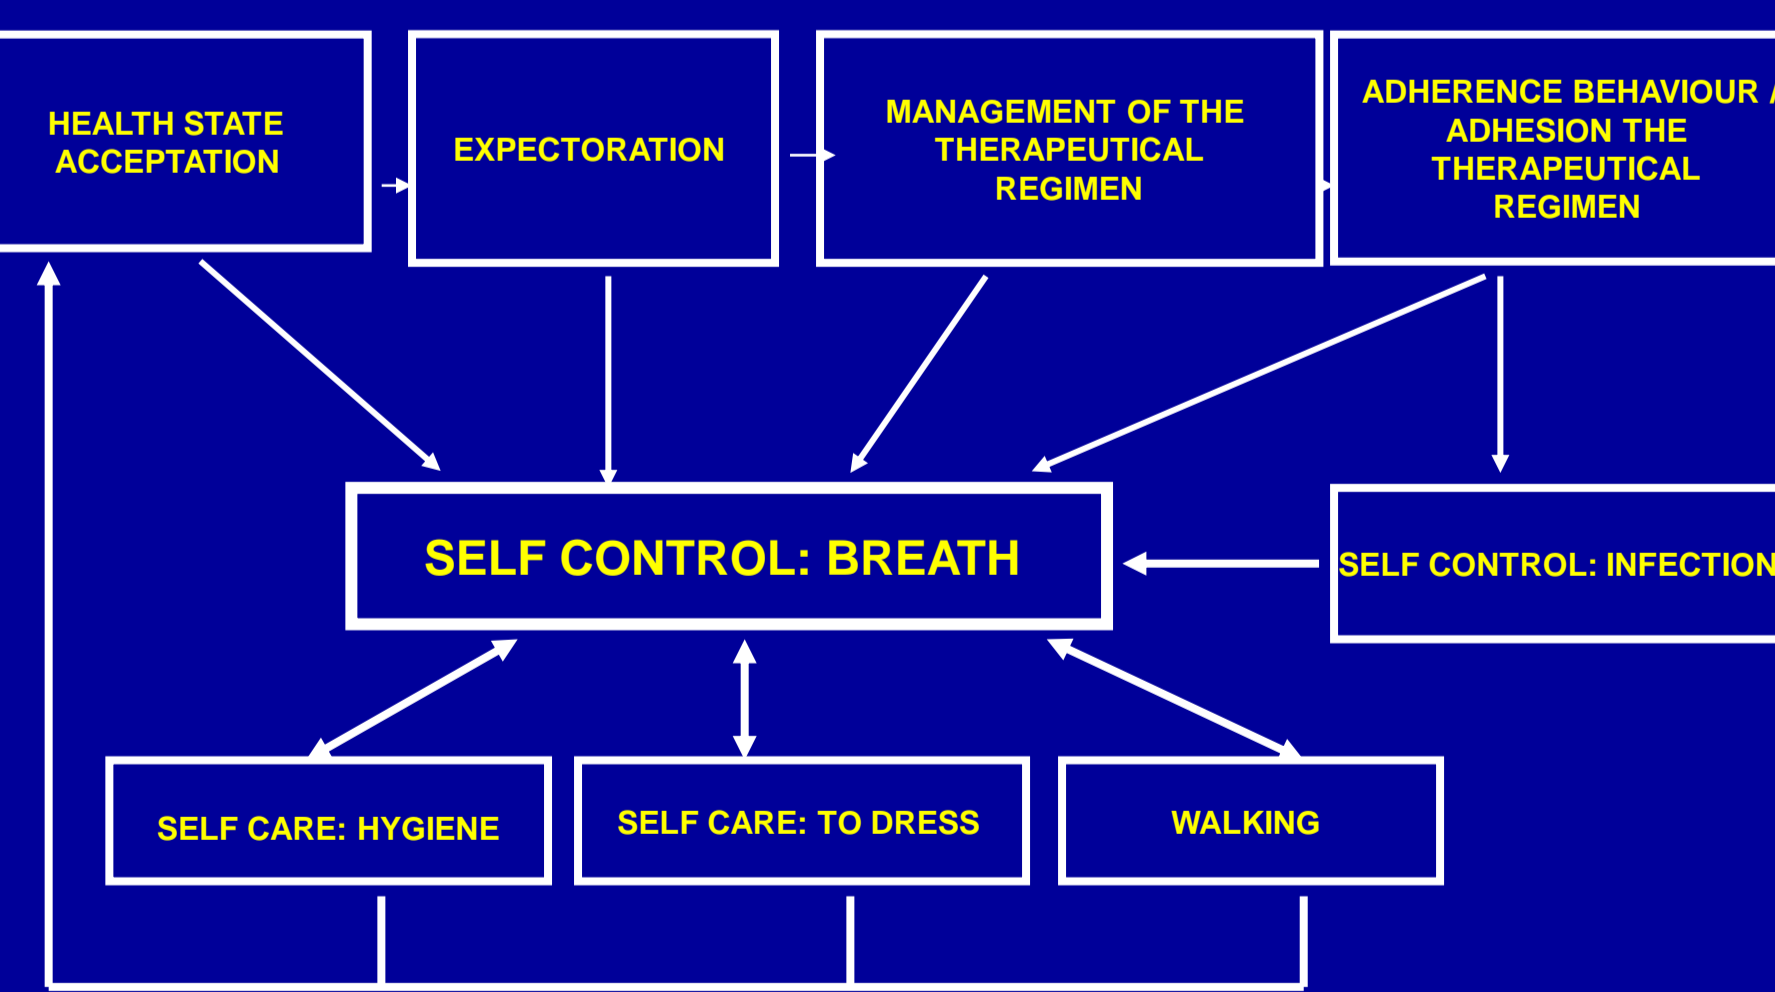 HEALTH STATE
ACCEPTATION
EXPECTORATION
MANAGEMENT OF THE
THERAPEUTICAL
REGIMEN
ADHERENCE BEHAVIOUR /
ADHESION THE
THERAPEUTICAL
REGIMEN
SELF CONTROL: BREATH
SELF CONTROL: INFECTION
SELF CARE: HYGIENE
SELF CARE: TO DRESS
WALKING